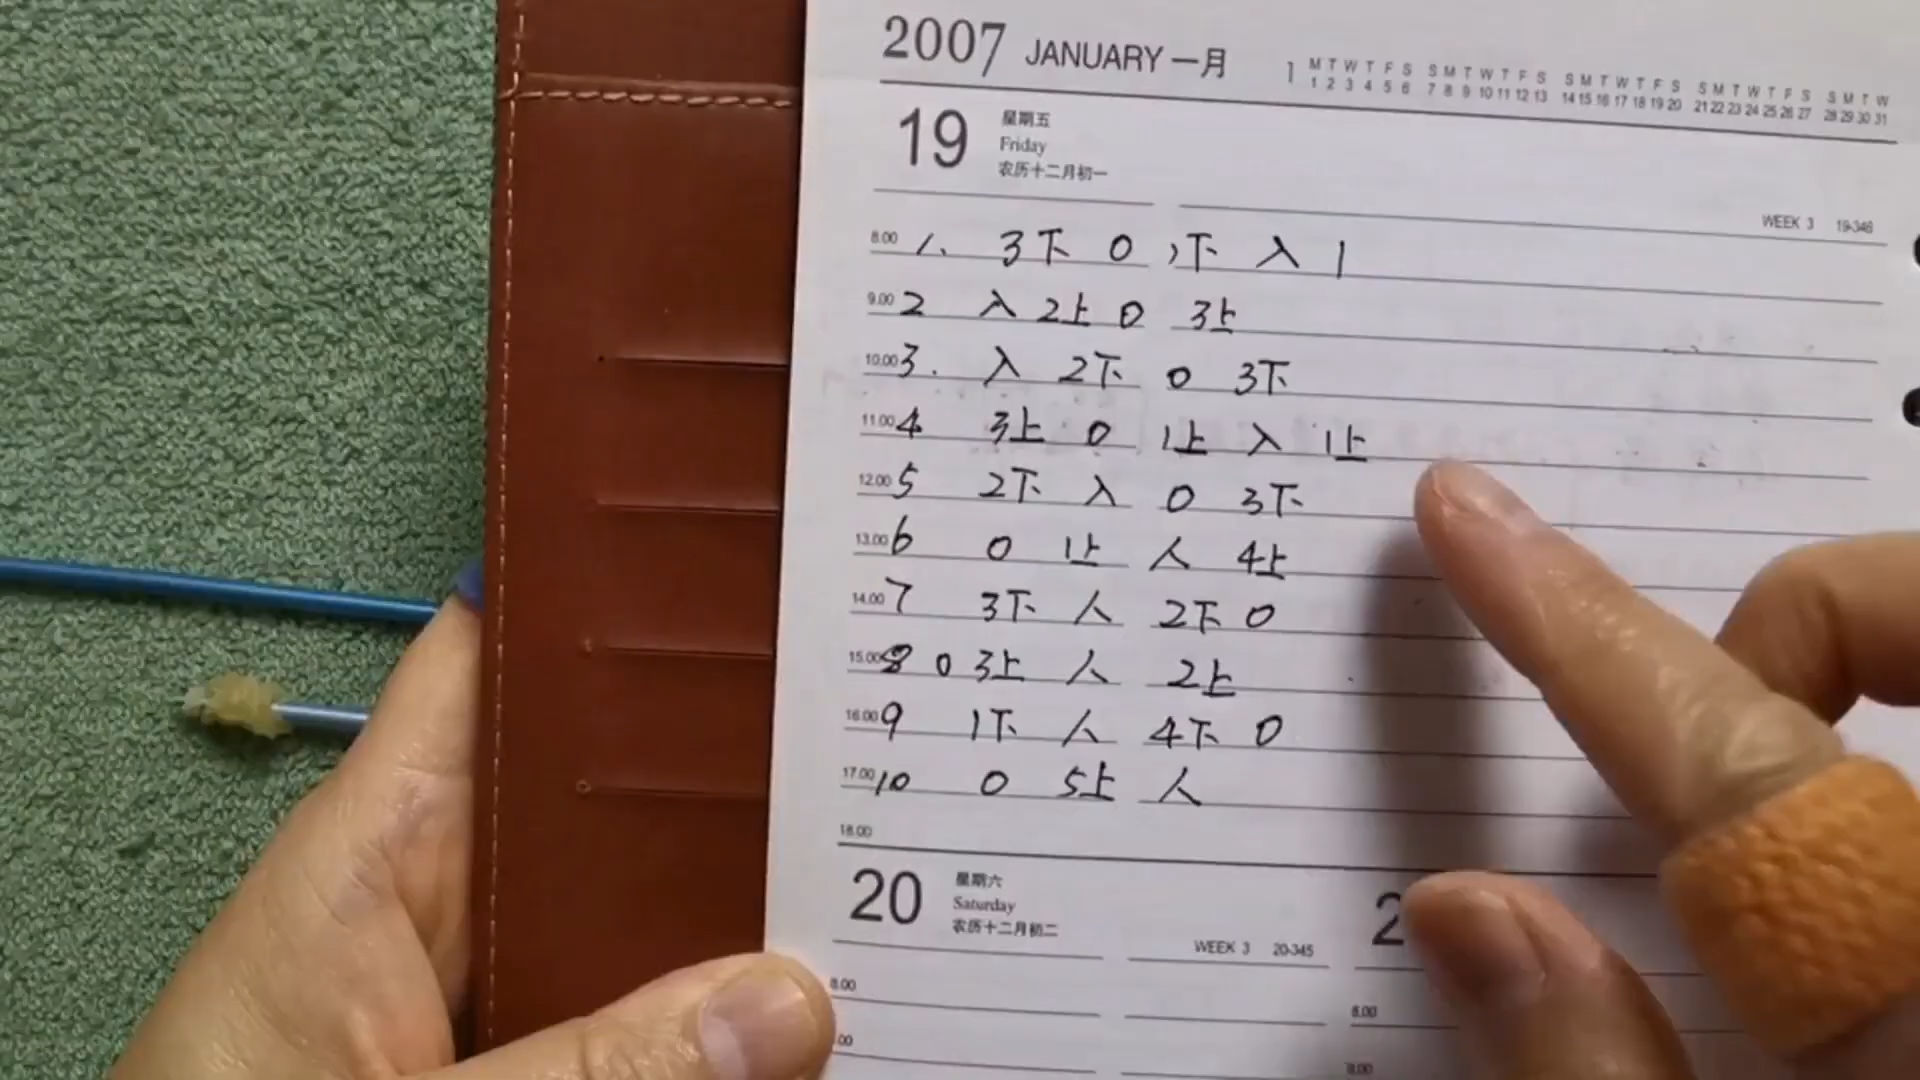 2007 JANUARY 一月
1 M T W T F S S M T W T F S S M T W T F S S M T W T F S S M T W
1 2 3 4 5 6 7 8 9 10 11 12 13 14 15 16 17 18 19 20 21 22 23 24 25 26 27 28 29 30 31
19 星期五
Friday
农历十二月初一
WEEK 3 19-346
8.00 1、 3下 0 1下 入 1
9.00 2 入 2上 0 3上
10.00 3. 入 2下 0 3下
11.00 4 3上 0 1上 入 1上
12.00 5 2下 入 0 3下
13.00 6 0 1上 人 4上
14.00 7 3下 人 2下 0
15.00 8 0 3上 人 2上
16.00 9 1下 人 4下 0
17.00 10 0 5上 人
18.00
20 星期六
Saturday
农历十二月初二
WEEK 3 20-345
2
8.00
8.00
.00
9.00